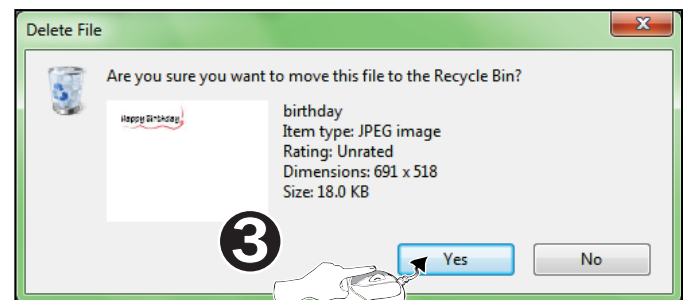 Delete File
Are you sure you want to move this file to the Recycle Bin?
Happy Birthday
birthday
Item type: JPEG image
Rating: Unrated
Dimensions: 691 x 518
Size: 18.0 KB
3
Yes
No